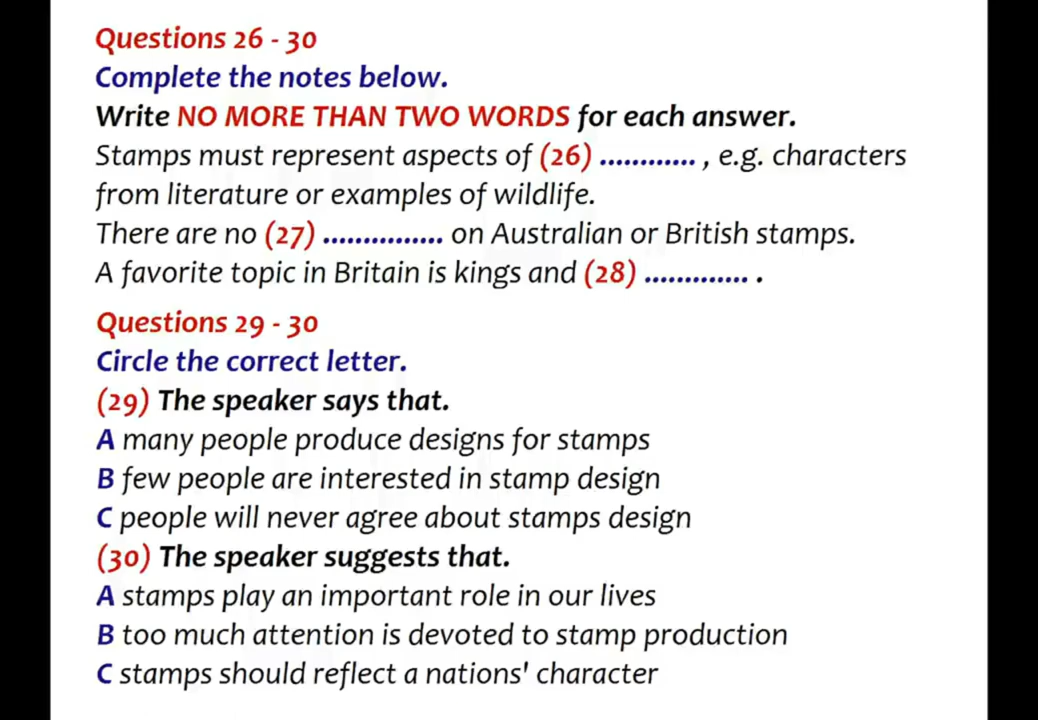 Questions 26 - 30
Complete the notes below.
Write NO MORE THAN TWO WORDS for each answer.
Stamps must represent aspects of (26) ............ , e.g. characters
from literature or examples of wildlife.
There are no (27) ............... on Australian or British stamps.
A favorite topic in Britain is kings and (28) ............. .
Questions 29 - 30
Circle the correct letter.
(29) The speaker says that.
A many people produce designs for stamps
B few people are interested in stamp design
C people will never agree about stamps design
(30) The speaker suggests that.
A stamps play an important role in our lives
B too much attention is devoted to stamp production
C stamps should reflect a nations' character